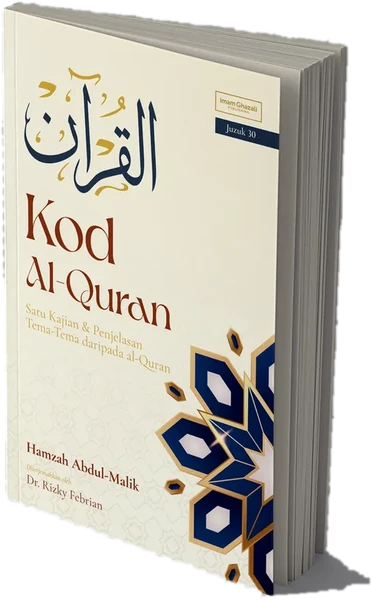 Imam Ghazali
PUBLISHING
Juzuk 30
القرآن
Kod
Al-Quran
Satu Kajian & Penjelasan
Tema-Tema daripada al-Quran
Hamzah Abdul-Malik
Diterjemahkan oleh
Dr. Rizky Febrian